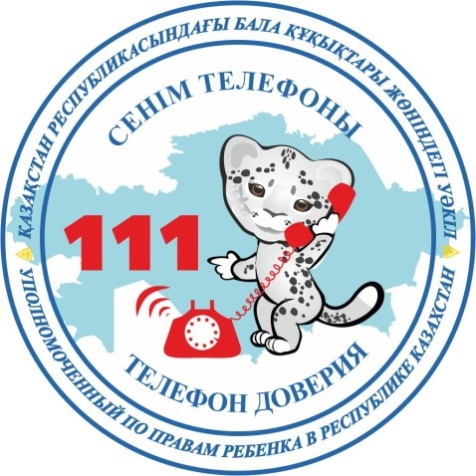 ҚАЗАҚСТАН РЕСПУБЛИКАСЫНДАҒЫ БАЛА ҚҰҚЫҚТАРЫ ЖӨНІНДЕГІ УӘКІЛ
СЕНІМ ТЕЛЕФОНЫ
111
ТЕЛЕФОН ДОВЕРИЯ
УПОЛНОМОЧЕННЫЙ ПО ПРАВАМ РЕБЕНКА В РЕСПУБЛИКЕ КАЗАХСТАН